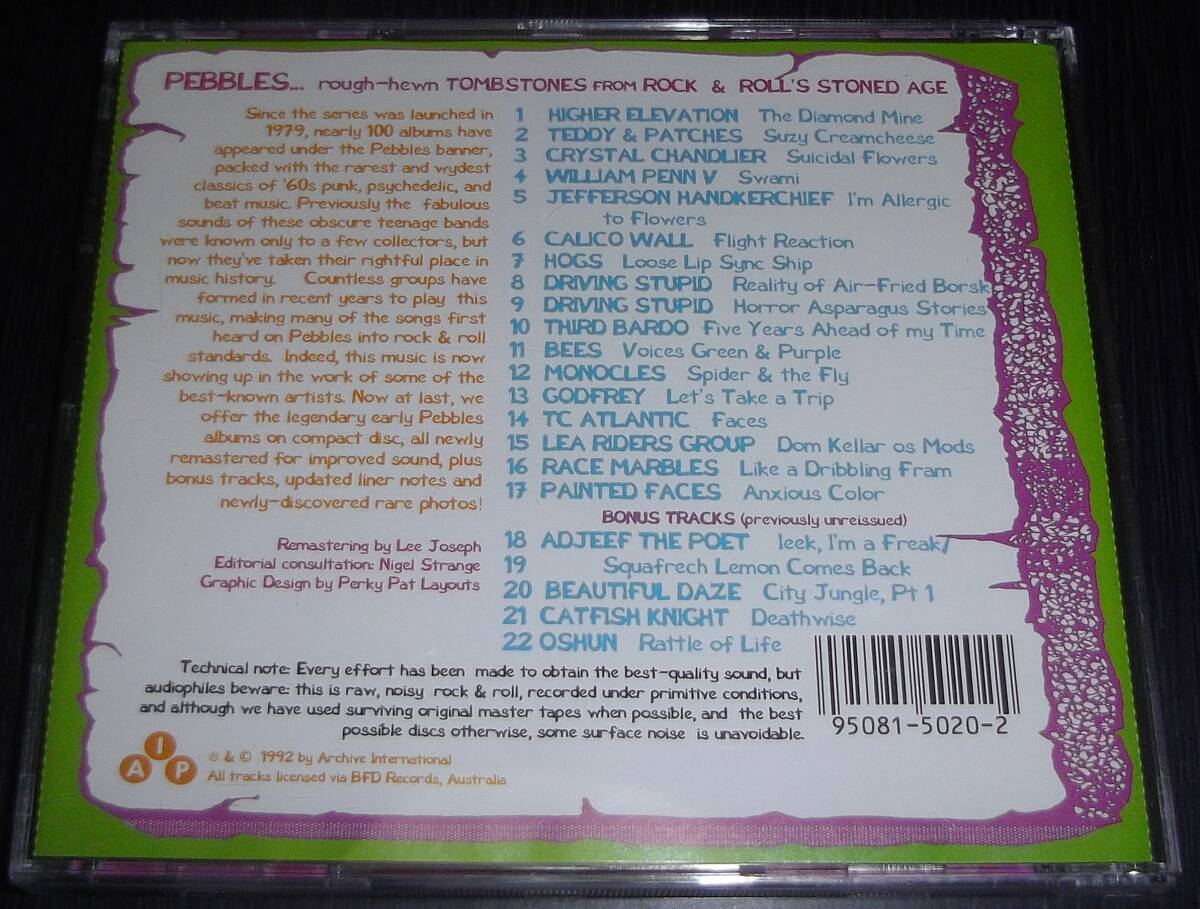 PEBBLES... rough-hewn TOMBSTONES FROM ROCK & ROLL'S STONED AGE
Since the series was launched in
1979, nearly 100 albums have
appeared under the Pebbles banner,
packed with the rarest and wydest
classics of '60s punk, psychedelic, and
beat music. Previously the fabulous
sounds of these obscure teenage bands
were known only to a few collectors, but
now they've taken their rightful place in
music history. Countless groups have
formed in recent years to play this
music, making many of the songs first
heard on Pebbles into rock & roll
standards. Indeed, this music is now
showing up in the work of some of the
best-known artists. Now at last, we
offer the legendary early Pebbles
albums on compact disc, all newly
remastered for improved sound, plus
bonus tracks, updated liner notes and
newly-discovered rare photos!
Remastering by Lee Joseph
Editorial consultation: Nigel Strange
Graphic Design by Perky Pat Layouts
1 HIGHER ELEVATION The Diamond Mine
2 TEDDY & PATCHES Suzy Creamcheese
3 CRYSTAL CHANDLIER Suicidal Flowers
4 WILLIAM PENN V Swami
5 JEFFERSON HANDKERCHIEF I'm Allergic
to Flowers
6 CALICO WALL Flight Reaction
7 HOGS Loose Lip Sync Ship
8 DRIVING STUPID Reality of Air-Fried Borsk
9 DRIVING STUPID Horror Asparagus Stories
10 THIRD BARDO Five Years Ahead of my Time
11 BEES Voices Green & Purple
12 MONOCLES Spider & the Fly
13 GODFREY Let's Take a Trip
14 TC ATLANTIC Faces
15 LEA RIDERS GROUP Dom Kellar os Mods
16 RACE MARBLES Like a Dribbling Fram
17 PAINTED FACES Anxious Color
BONUS TRACKS (previously unreissued)
18 ADJEEF THE POET Ieek, I'm a Freak/
19 Squafrech Lemon Comes Back
20 BEAUTIFUL DAZE City Jungle, Pt 1
21 CATFISH KNIGHT Deathwise
22 OSHUN Rattle of Life
Technical note: Every effort has been made to obtain the best-quality sound, but
audiophiles beware: this is raw, noisy rock & roll, recorded under primitive conditions,
and although we have used surviving original master tapes when possible, and the best
possible discs otherwise, some surface noise is unavoidable.
95081-5020-2
A I P
℗ & © 1992 by Archive International
All tracks licensed via BFD Records, Australia